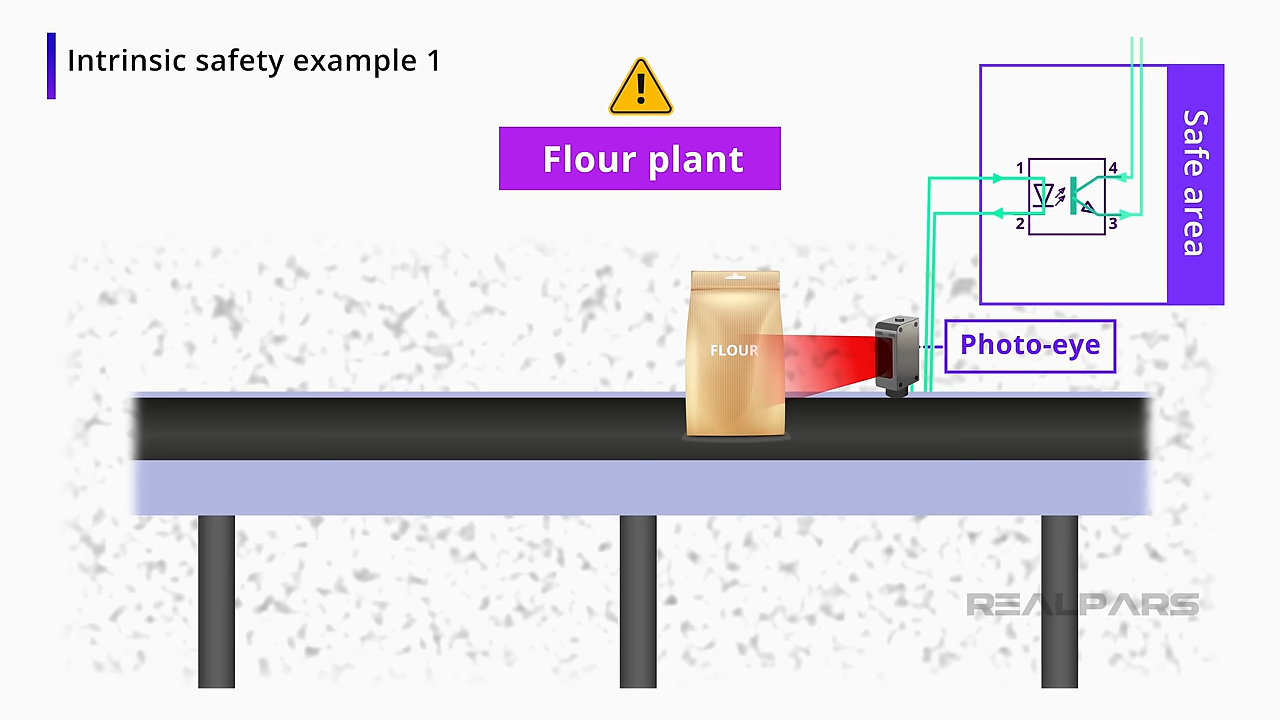 Intrinsic safety example 1
!
Flour plant
Safe area
1
4
2
3
FLOUR
Photo-eye
REALPARS